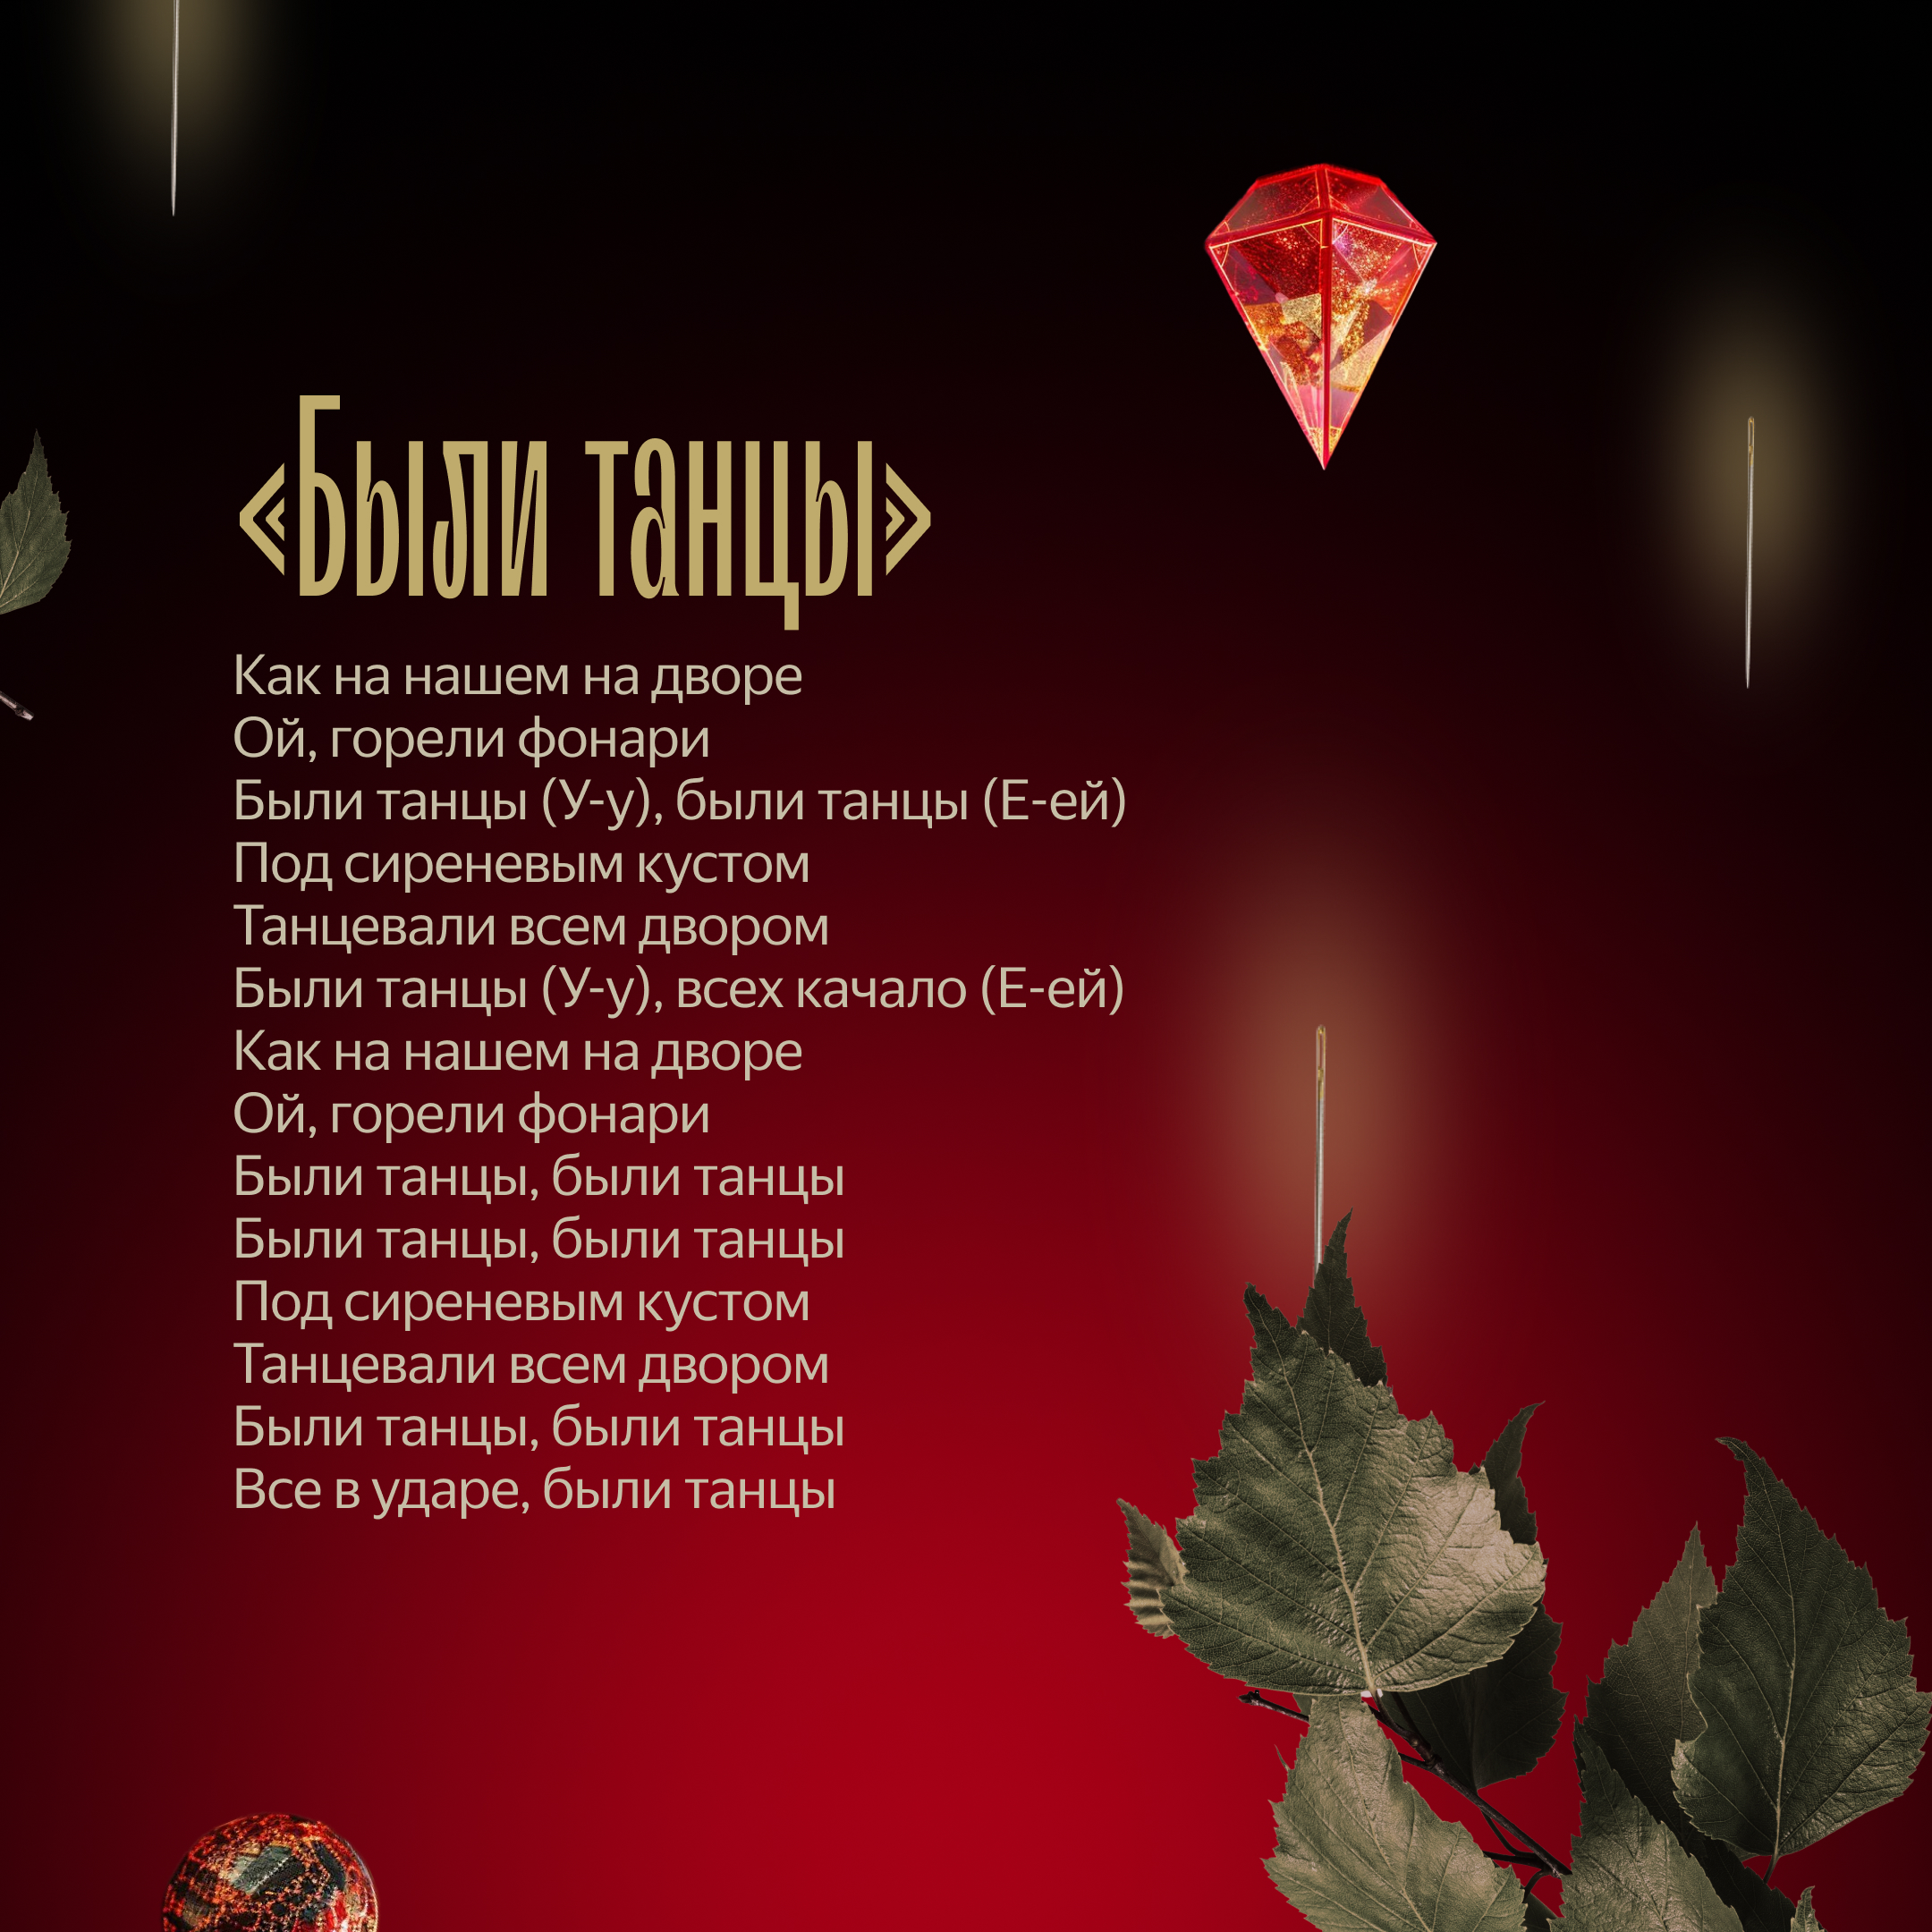 «Были танцы»
Как на нашем на дворе
Ой, горели фонари
Были танцы (У-у), были танцы (Е-ей)
Под сиреневым кустом
Танцевали всем двором
Были танцы (У-у), всех качало (Е-ей)
Как на нашем на дворе
Ой, горели фонари
Были танцы, были танцы
Были танцы, были танцы
Под сиреневым кустом
Танцевали всем двором
Были танцы, были танцы
Все в ударе, были танцы